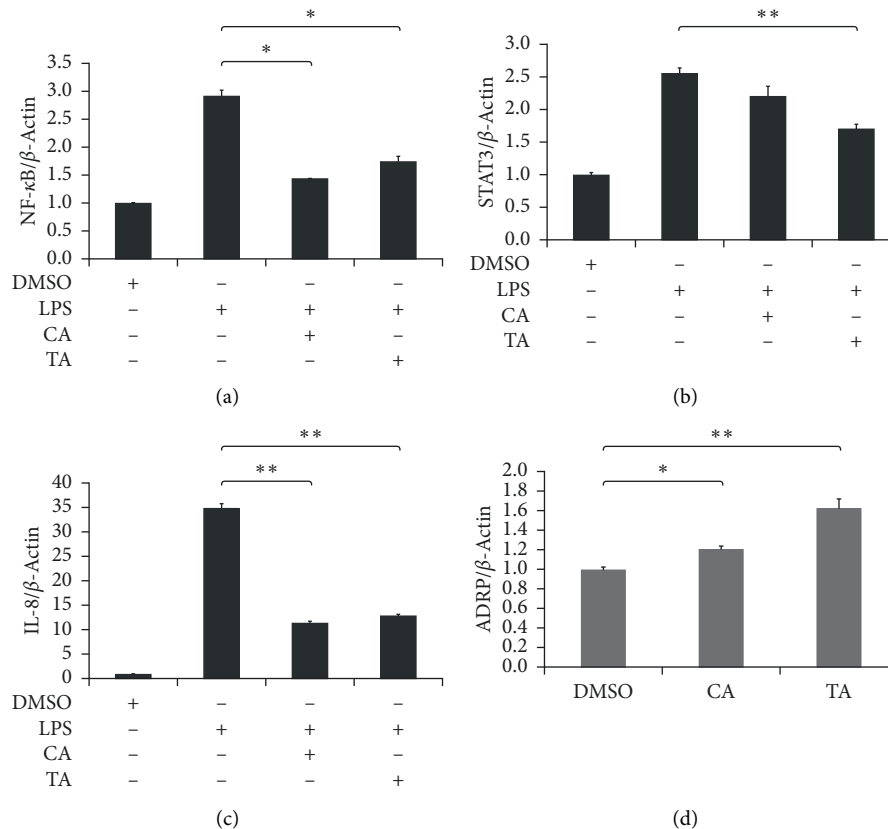 *
*
NF-κB/β-Actin
3.5
3.0
2.5
2.0
1.5
1.0
0.5
0.0
DMSO + – – –
LPS – + + +
CA – – + –
TA – – – +
(a)
**
STAT3/β-Actin
3.0
2.5
2.0
1.5
1.0
0.5
0.0
DMSO + – – –
LPS – + + +
CA – – + –
TA – – – +
(b)
**
**
IL-8/β-Actin
40
35
30
25
20
15
10
5
0
DMSO + – – –
LPS – + + +
CA – – + –
TA – – – +
(c)
**
*
ADRP/β-Actin
2.0
1.8
1.6
1.4
1.2
1.0
0.8
0.6
0.4
0.2
0.0
DMSO CA TA
(d)